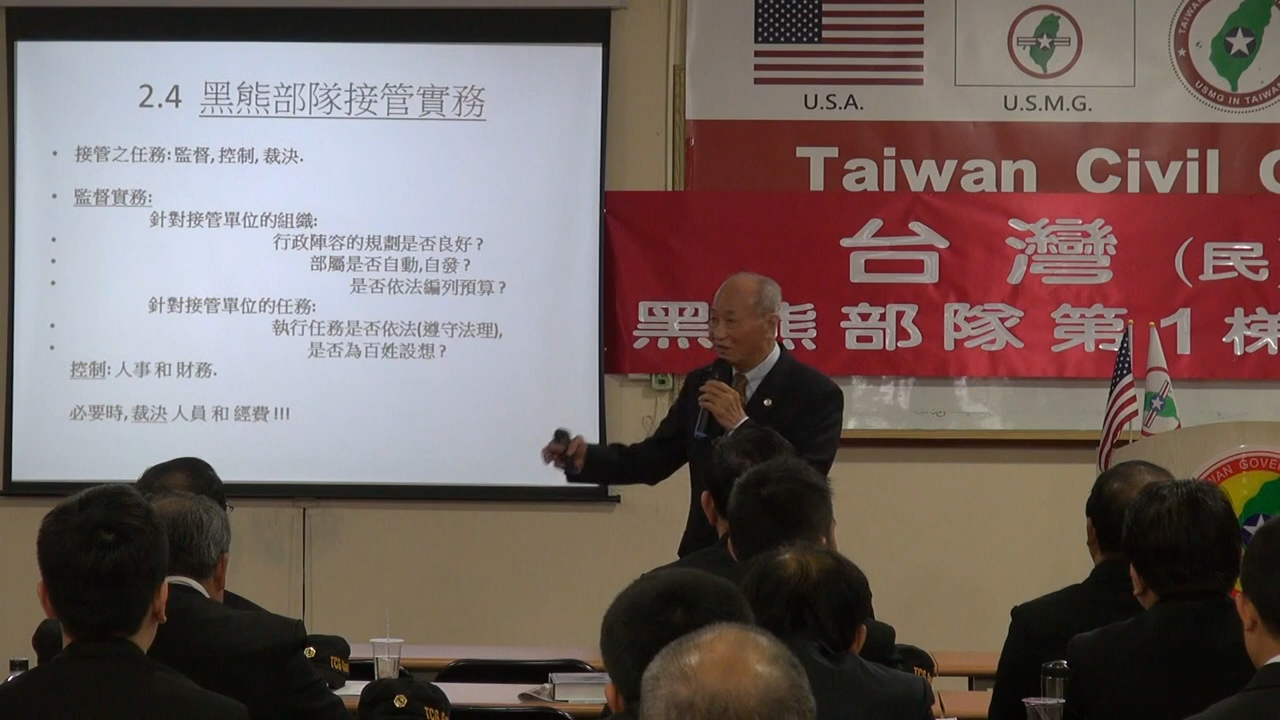 2.4 黑熊部隊接管實務
• 接管之任務: 監督, 控制, 裁決.
• 監督實務:
針對接管單位的組織:
• 行政陣容的規劃是否良好 ?
• 部屬是否自動,自發 ?
• 是否依法編列預算 ?
針對接管單位的任務:
• 執行任務是否依法(遵守法理),
• 是否為百姓設想 ?
控制: 人事 和 財務.
必要時, 裁決 人員 和 經費 !!!
U.S.A.
U.S.M.G.
USMG IN TAIWAN
Taiwan Civil
台灣 (民
黑熊部隊第1梯